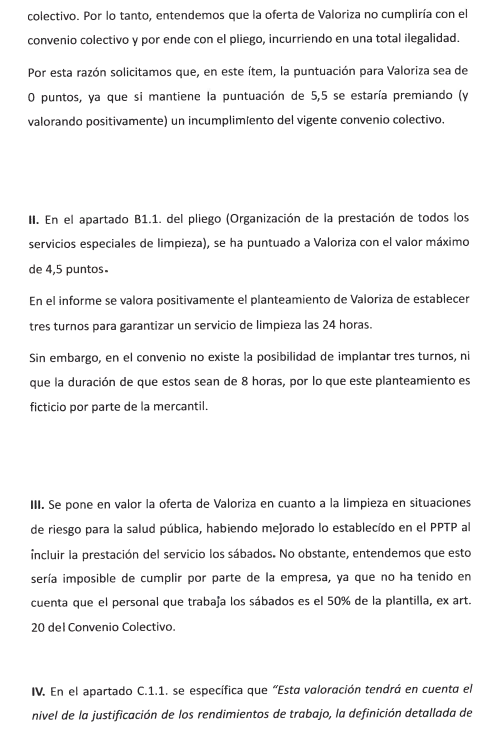 colectivo. Por lo tanto, entendemos que la oferta de Valoriza no cumpliría con el
convenio colectivo y por ende con el pliego, incurriendo en una total ilegalidad.
Por esta razón solicitamos que, en este ítem, la puntuación para Valoriza sea de
0 puntos, ya que si mantiene la puntuación de 5,5 se estaría premiando (y
valorando positivamente) un incumplimiento del vigente convenio colectivo.
II. En el apartado B1.1. del pliego (Organización de la prestación de todos los
servicios especiales de limpieza), se ha puntuado a Valoriza con el valor máximo
de 4,5 puntos.
En el informe se valora positivamente el planteamiento de Valoriza de establecer
tres turnos para garantizar un servicio de limpieza las 24 horas.
Sin embargo, en el convenio no existe la posibilidad de implantar tres turnos, ni
que la duración de que estos sean de 8 horas, por lo que este planteamiento es
ficticio por parte de la mercantil.
III. Se pone en valor la oferta de Valoriza en cuanto a la limpieza en situaciones
de riesgo para la salud pública, habiendo mejorado lo establecido en el PPTP al
incluir la prestación del servicio los sábados. No obstante, entendemos que esto
sería imposible de cumplir por parte de la empresa, ya que no ha tenido en
cuenta que el personal que trabaja los sábados es el 50% de la plantilla, ex art.
20 del Convenio Colectivo.
IV. En el apartado C.1.1. se específica que “Esta valoración tendrá en cuenta el
nivel de la justificación de los rendimientos de trabajo, la definición detallada de